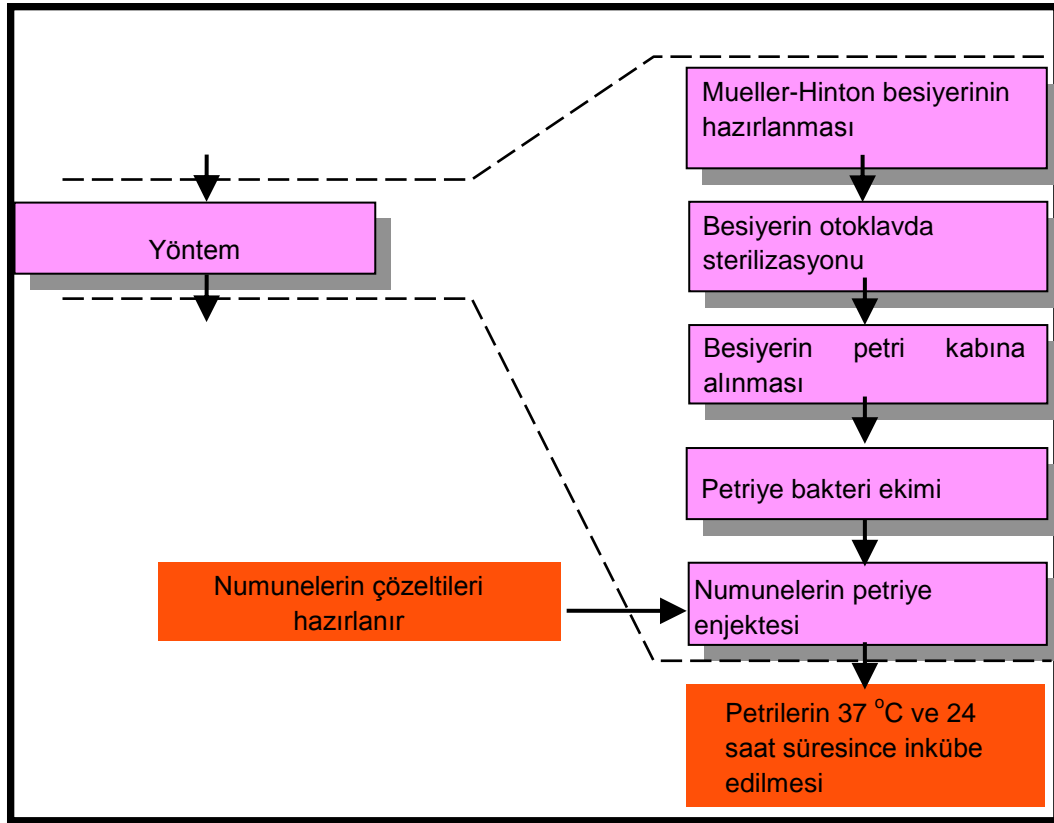 Mueller-Hinton besiyerinin
hazırlanması
Yöntem
Besiyerin otoklavda
sterilizasyonu
Besiyerin petri kabına
alınması
Petriye bakteri ekimi
Numunelerin çözeltileri
hazırlanır
Numunelerin petriye
enjektesi
Petrilerin 37 °C ve 24
saat süresince inkübe
edilmesi